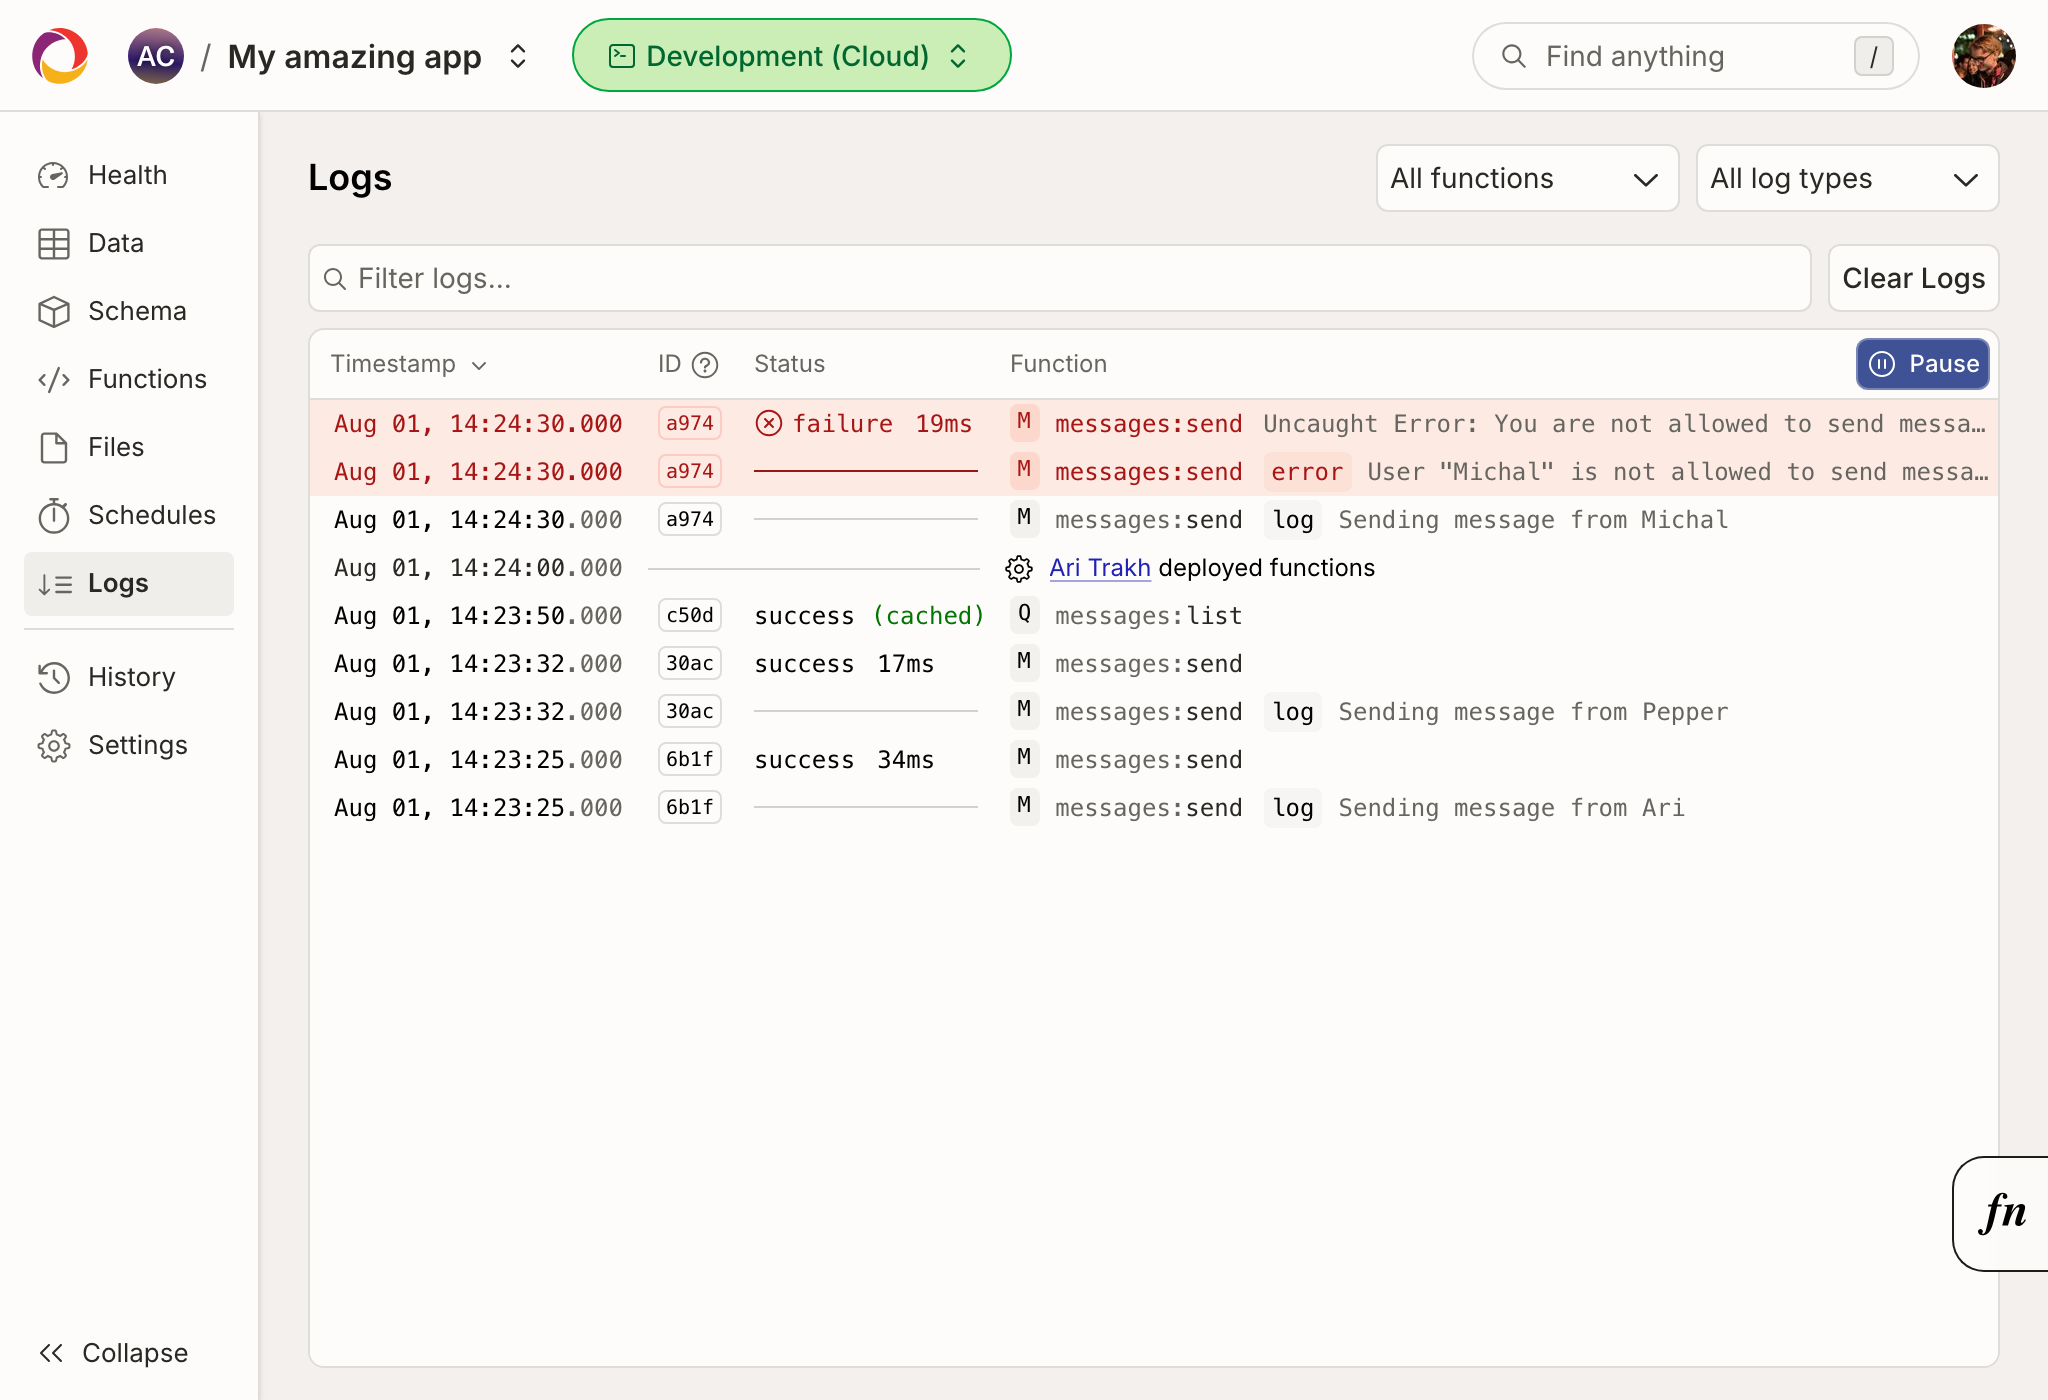 AC / My amazing app Development (Cloud) Find anything /
Health
Data
Schema
Functions
Files
Schedules
Logs
History
Settings
Collapse
Logs All functions All log types
Filter logs... Clear Logs
Timestamp ID ? Status Function Pause
Aug 01, 14:24:30.000 a974 failure 19ms M messages:send Uncaught Error: You are not allowed to send messa…
Aug 01, 14:24:30.000 a974 M messages:send error User "Michal" is not allowed to send messa…
Aug 01, 14:24:30.000 a974 M messages:send log Sending message from Michal
Aug 01, 14:24:00.000 Ari Trakh deployed functions
Aug 01, 14:23:50.000 c50d success (cached) Q messages:list
Aug 01, 14:23:32.000 30ac success 17ms M messages:send
Aug 01, 14:23:32.000 30ac M messages:send log Sending message from Pepper
Aug 01, 14:23:25.000 6b1f success 34ms M messages:send
Aug 01, 14:23:25.000 6b1f M messages:send log Sending message from Ari
fn